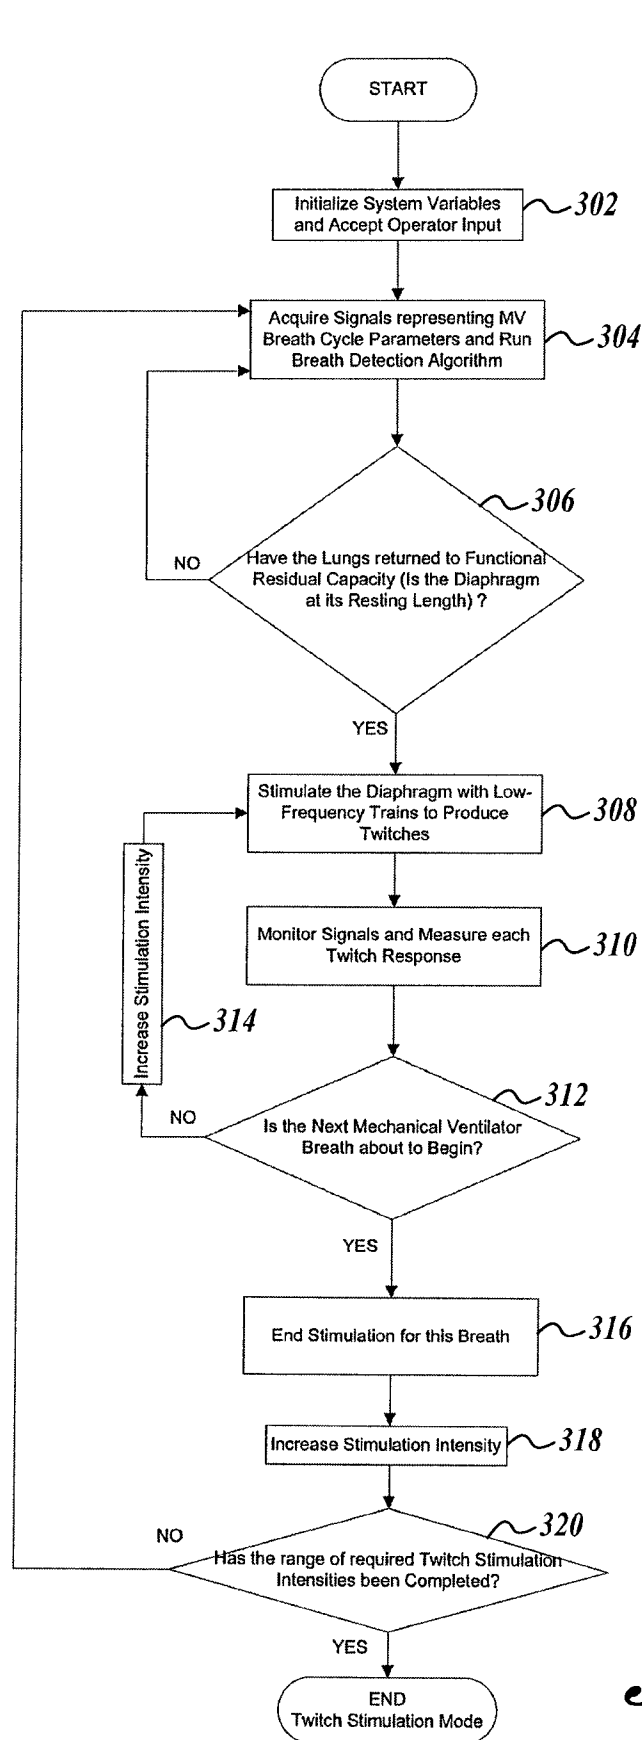 START
Initialize System Variables
and Accept Operator Input
302
Acquire Signals representing MV
Breath Cycle Parameters and Run
Breath Detection Algorithm
304
306
NO
Have the Lungs returned to Functional
Residual Capacity (Is the Diaphragm
at its Resting Length) ?
YES
Stimulate the Diaphragm with Low-
Frequency Trains to Produce
Twitches
308
Increase Stimulation Intensity
314
Monitor Signals and Measure each
Twitch Response
310
312
NO
Is the Next Mechanical Ventilator
Breath about to Begin?
YES
End Stimulation for this Breath
316
Increase Stimulation Intensity
318
320
NO
Has the range of required Twitch Stimulation
Intensities been Completed?
YES
END
Twitch Stimulation Mode